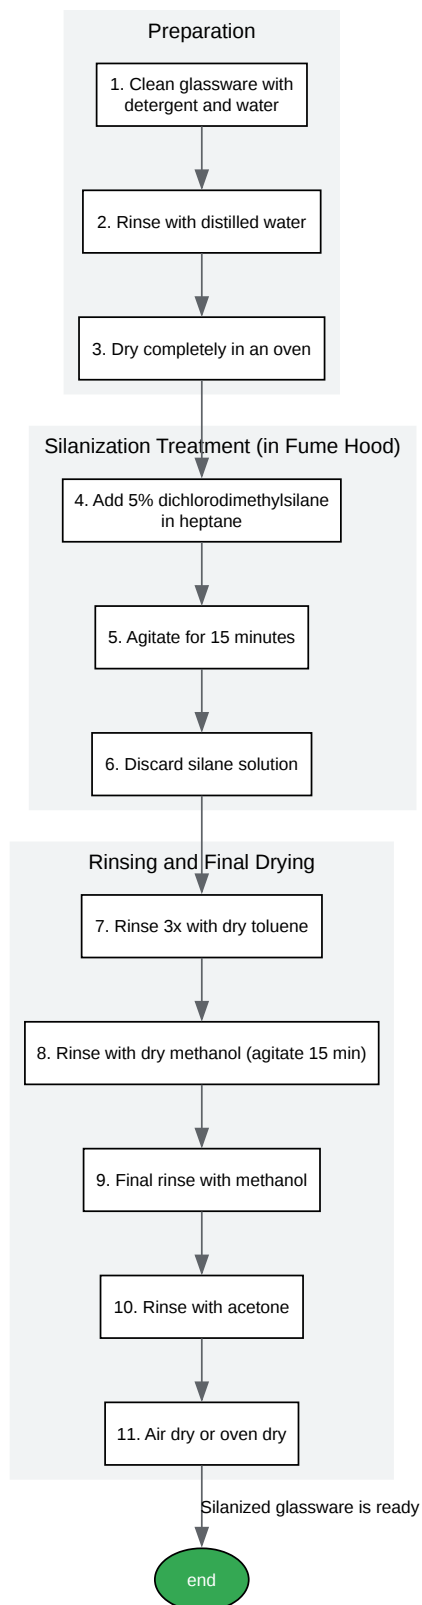 Preparation
1. Clean glassware with
detergent and water
2. Rinse with distilled water
3. Dry completely in an oven
Silanization Treatment (in Fume Hood)
4. Add 5% dichlorodimethylsilane
in heptane
5. Agitate for 15 minutes
6. Discard silane solution
Rinsing and Final Drying
7. Rinse 3x with dry toluene
8. Rinse with dry methanol (agitate 15 min)
9. Final rinse with methanol
10. Rinse with acetone
11. Air dry or oven dry
Silanized glassware is ready
end